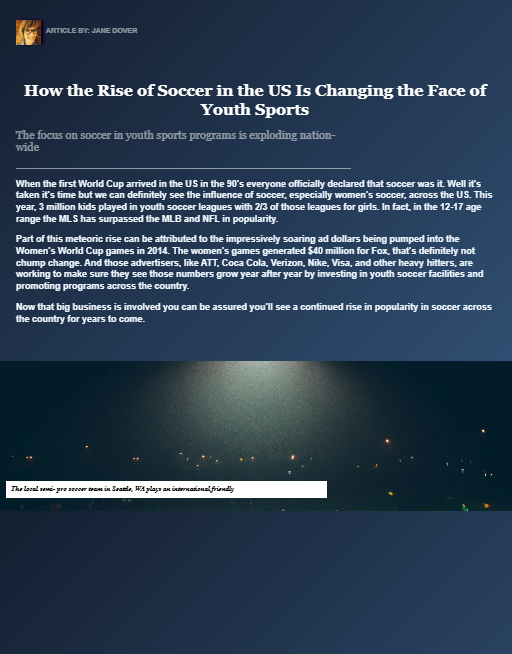 ARTICLE BY: JANE DOVER
How the Rise of Soccer in the US Is Changing the Face of
Youth Sports
The focus on soccer in youth sports programs is exploding nation-
wide
When the first World Cup arrived in the US in the 90's everyone officially declared that soccer was it. Well it's
taken it's time but we can definitely see the influence of soccer, especially women's soccer, across the US. This
year, 3 million kids played in youth soccer leagues with 2/3 of those leagues for girls. In fact, in the 12-17 age
range the MLS has surpassed the MLB and NFL in popularity.
Part of this meteoric rise can be attributed to the impressively soaring ad dollars being pumped into the
Women's World Cup games in 2014. The women's games generated $40 million for Fox, that's definitely not
chump change. And those advertisers, like ATT, Coca Cola, Verizon, Nike, Visa, and other heavy hitters, are
working to make sure they see those numbers grow year after year by investing in youth soccer facilities and
promoting programs across the country.
Now that big business is involved you can be assured you'll see a continued rise in popularity in soccer across
the country for years to come.
The local semi- pro soccer team in Seattle, WA plays an international friendly